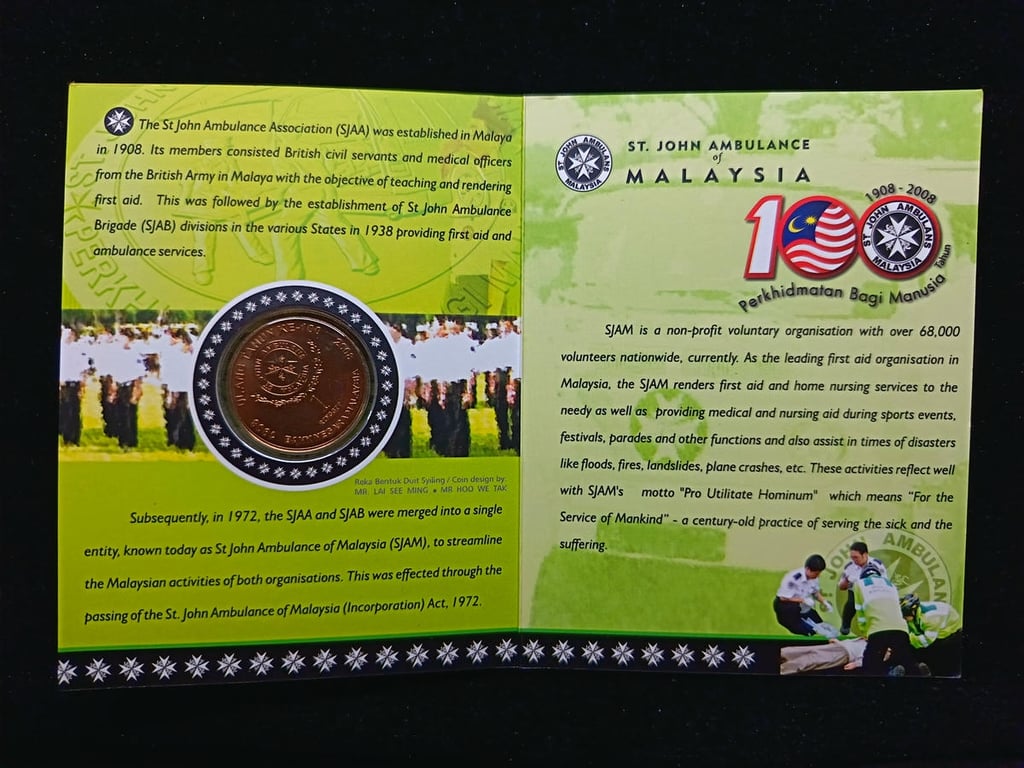 The St John Ambulance Association (SJAA) was established in Malaya
in 1908. Its members consisted British civil servants and medical officers
from the British Army in Malaya with the objective of teaching and rendering
first aid. This was followed by the establishment of St John Ambulance
Brigade (SJAB) divisions in the various States in 1938 providing first aid and
ambulance services.
Reka Bentuk Duit Syiling / Coin design by:
MR. LAI SEE MING • MR HOO WE TAK
Subsequently, in 1972, the SJAA and SJAB were merged into a single
entity, known today as St John Ambulance of Malaysia (SJAM), to streamline
the Malaysian activities of both organisations. This was effected through the
passing of the St. John Ambulance of Malaysia (Incorporation) Act, 1972.
ST JOHN AMBULANS
MALAYSIA
ST. JOHN AMBULANCE
of
MALAYSIA
1908 - 2008
100
ST JOHN AMBULANS
MALAYSIA
Tahun
Perkhidmatan Bagi Manusia
SJAM is a non-profit voluntary organisation with over 68,000
volunteers nationwide, currently. As the leading first aid organisation in
Malaysia, the SJAM renders first aid and home nursing services to the
needy as well as providing medical and nursing aid during sports events,
festivals, parades and other functions and also assist in times of disasters
like floods, fires, landslides, plane crashes, etc. These activities reflect well
with SJAM's motto "Pro Utilitate Hominum" which means "For the
Service of Mankind" - a century-old practice of serving the sick and the
suffering.